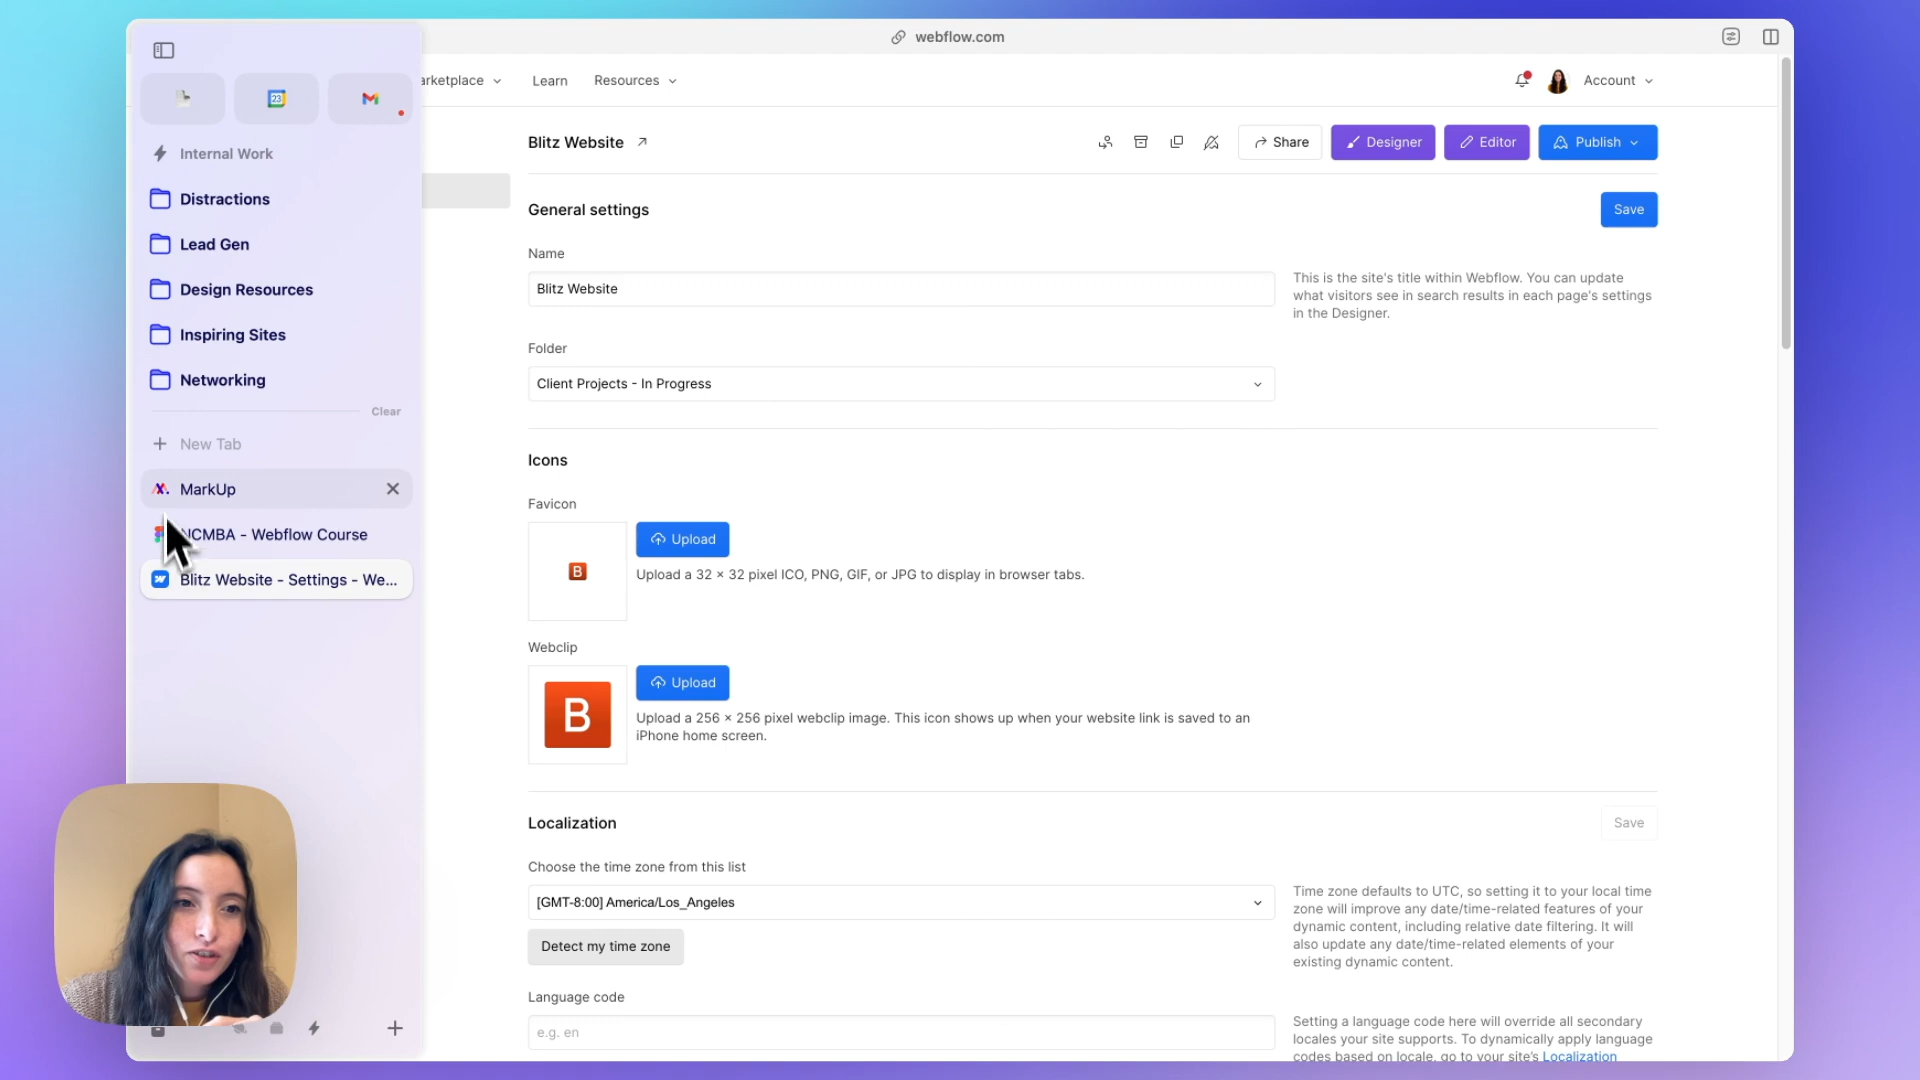 webflow.com
arketplace
Learn
Resources
Account
23
Internal Work
Distractions
Lead Gen
Design Resources
Inspiring Sites
Networking
Clear
New Tab
MarkUp
NCMBA - Webflow Course
Blitz Website - Settings - We...
Blitz Website
Share
Designer
Editor
Publish
General settings
Save
Name
Blitz Website
This is the site's title within Webflow. You can update
what visitors see in search results in each page's settings
in the Designer.
Folder
Client Projects - In Progress
Icons
Favicon
B
Upload
Upload a 32 × 32 pixel ICO, PNG, GIF, or JPG to display in browser tabs.
Webclip
B
Upload
Upload a 256 × 256 pixel webclip image. This icon shows up when your website link is saved to an
iPhone home screen.
Localization
Save
Choose the time zone from this list
[GMT-8:00] America/Los_Angeles
Time zone defaults to UTC, so setting it to your local time
zone will improve any date/time-related features of your
dynamic content, including relative date filtering. It will
also update any date/time-related elements of your
existing dynamic content.
Detect my time zone
Language code
e.g. en
Setting a language code here will override all secondary
locales your site supports. To dynamically apply language
codes based on locale, go to your site's Localization